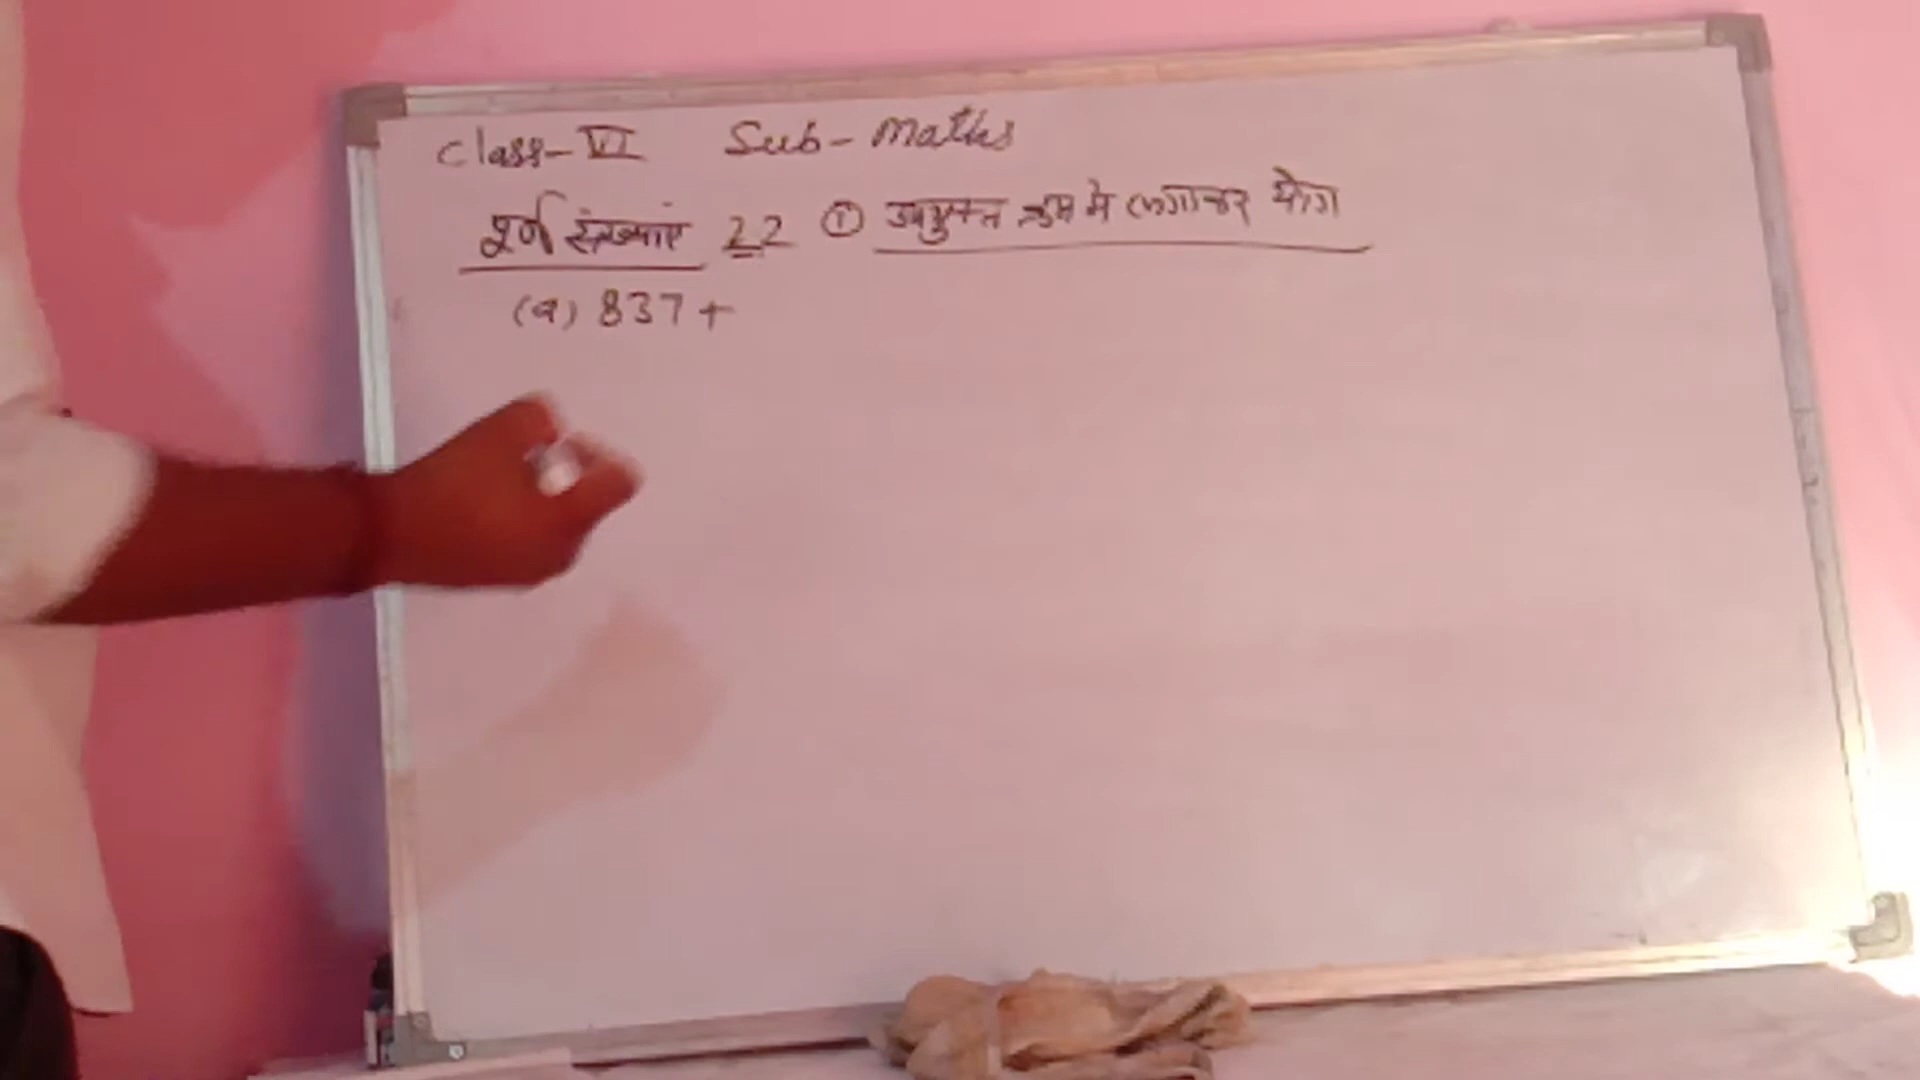 Class-VI Sub-Maths
पूर्ण संख्याएं 2.2 ① उपयुक्त क्रम में लगाकर योग
(a) 837 +